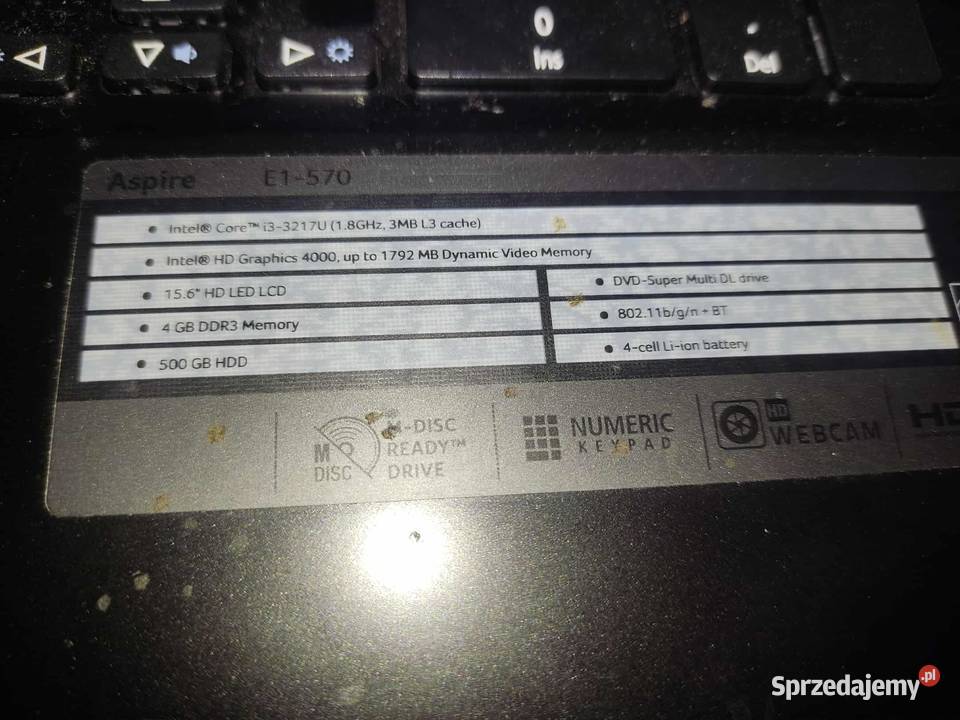 0
Ins
.
Del
Aspire E1-570
Intel® Core™ i3-3217U (1.8GHz, 3MB L3 cache)
Intel® HD Graphics 4000, up to 1792 MB Dynamic Video Memory
15.6" HD LED LCD
4 GB DDR3 Memory
500 GB HDD
DVD-Super Multi DL drive
802.11b/g/n + BT
4-cell Li-ion battery
M
DISC
M-DISC
READY™
DRIVE
NUMERIC
KEYPAD
HD
WEBCAM
Sprzedajemy.pl